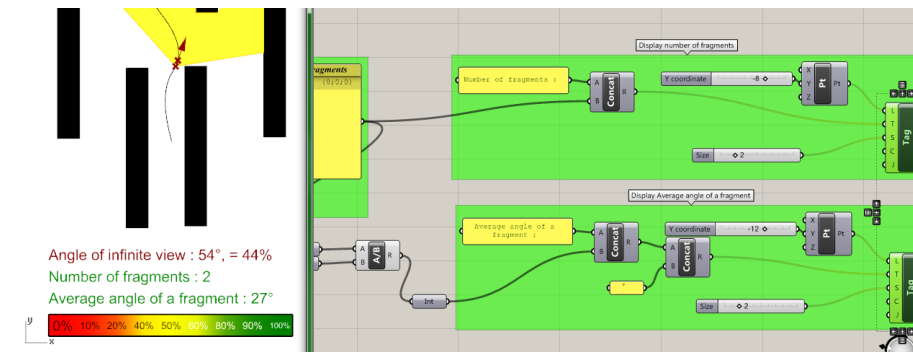 Angle of infinite view : 54°, = 44%
Number of fragments : 2
Average angle of a fragment : 27°
0% 10% 20% 40% 50% 60% 80% 90% 100%
y
x
{0;0;0}
Display number of fragments
Number of fragments :
A
B
Concat
R
Y coordinate
-8
X
Y
Z
Pt
Pt
Size
2
L
T
S
C
J
Tag
Display Average angle of a fragment
Average angle of a
fragment :
A
B
Concat
R
Y coordinate
-12
X
Y
Z
Pt
Pt
A
B
Concat
R
°
Size
2
L
T
S
C
J
Tag
A
B
A/B
R
Int